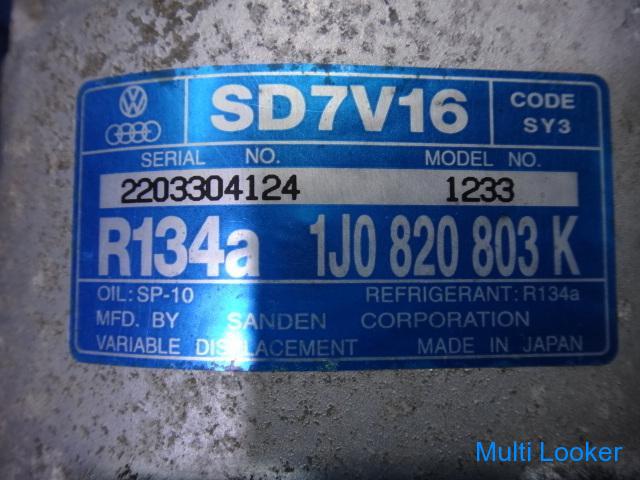 SD7V16
CODE SY3
SERIAL NO. MODEL NO.
2203304124 1233
R134a 1J0 820 803 K
OIL: SP-10 REFRIGERANT: R134a
MFD. BY SANDEN CORPORATION
VARIABLE DISPLACEMENT MADE IN JAPAN
Multi Looker